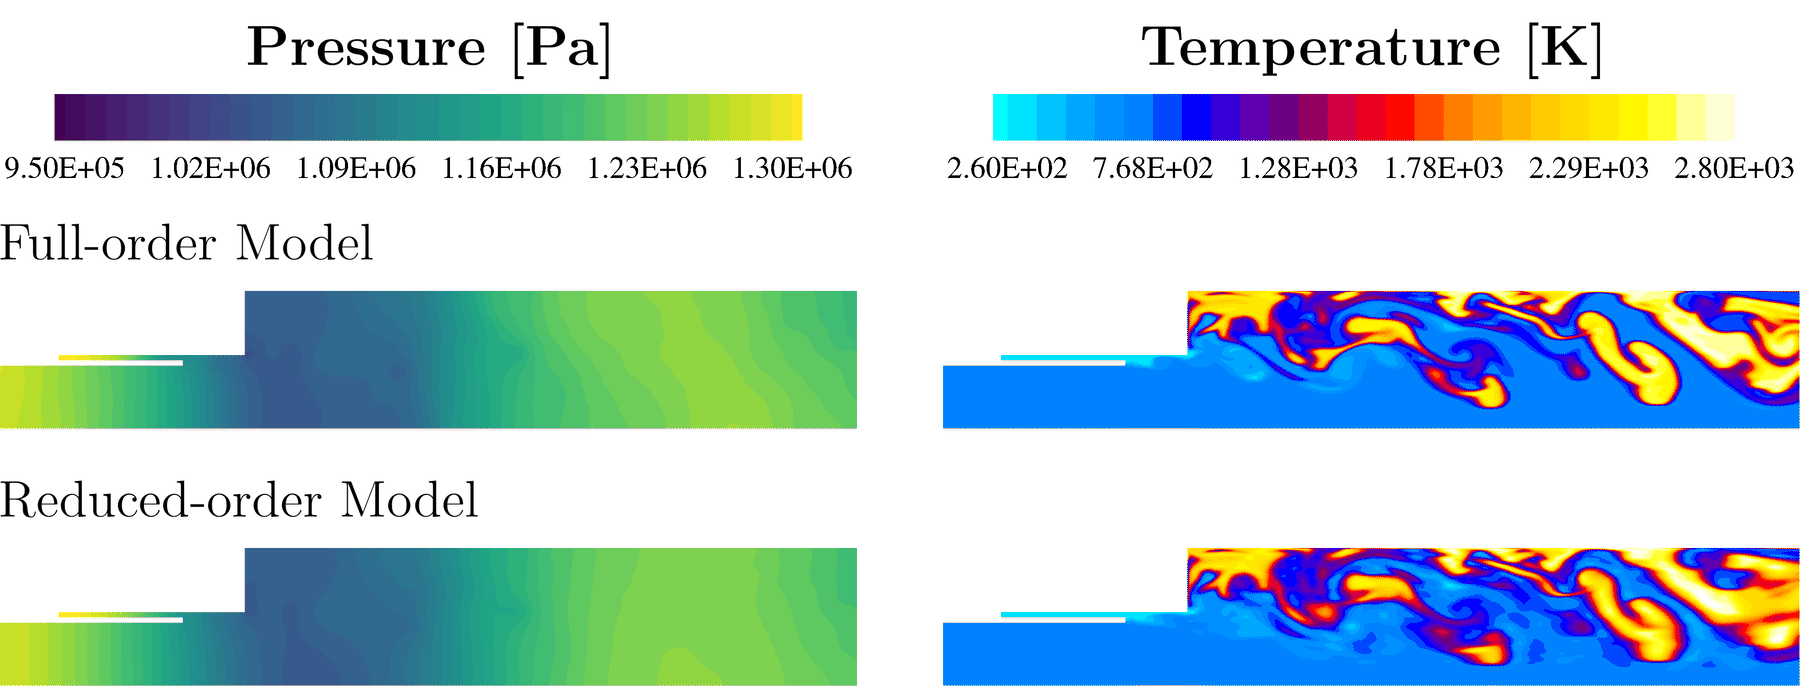 Pressure [Pa]
Temperature [K]
9.50E+05 1.02E+06 1.09E+06 1.16E+06 1.23E+06 1.30E+06
2.60E+02 7.68E+02 1.28E+03 1.78E+03 2.29E+03 2.80E+03
Full-order Model
Reduced-order Model